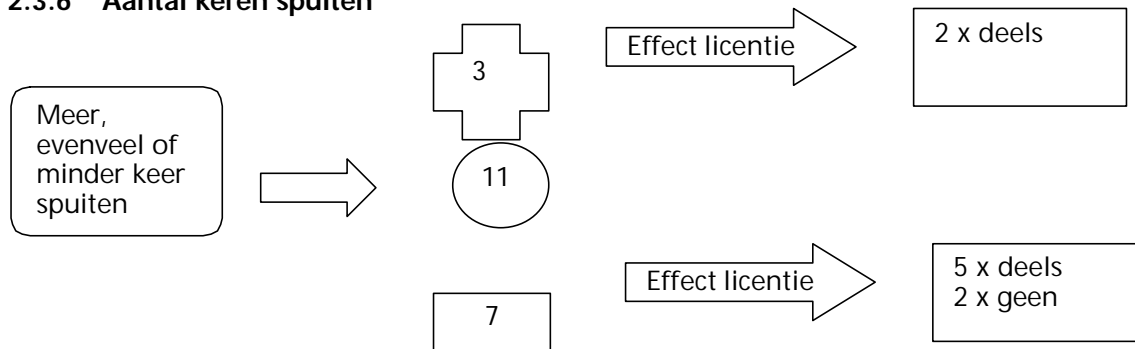 2.3.6 Aantal keren spuiten
Meer,
evenveel of
minder keer
spuiten
3
Effect licentie
2 x deels
11
7
Effect licentie
5 x deels
2 x geen